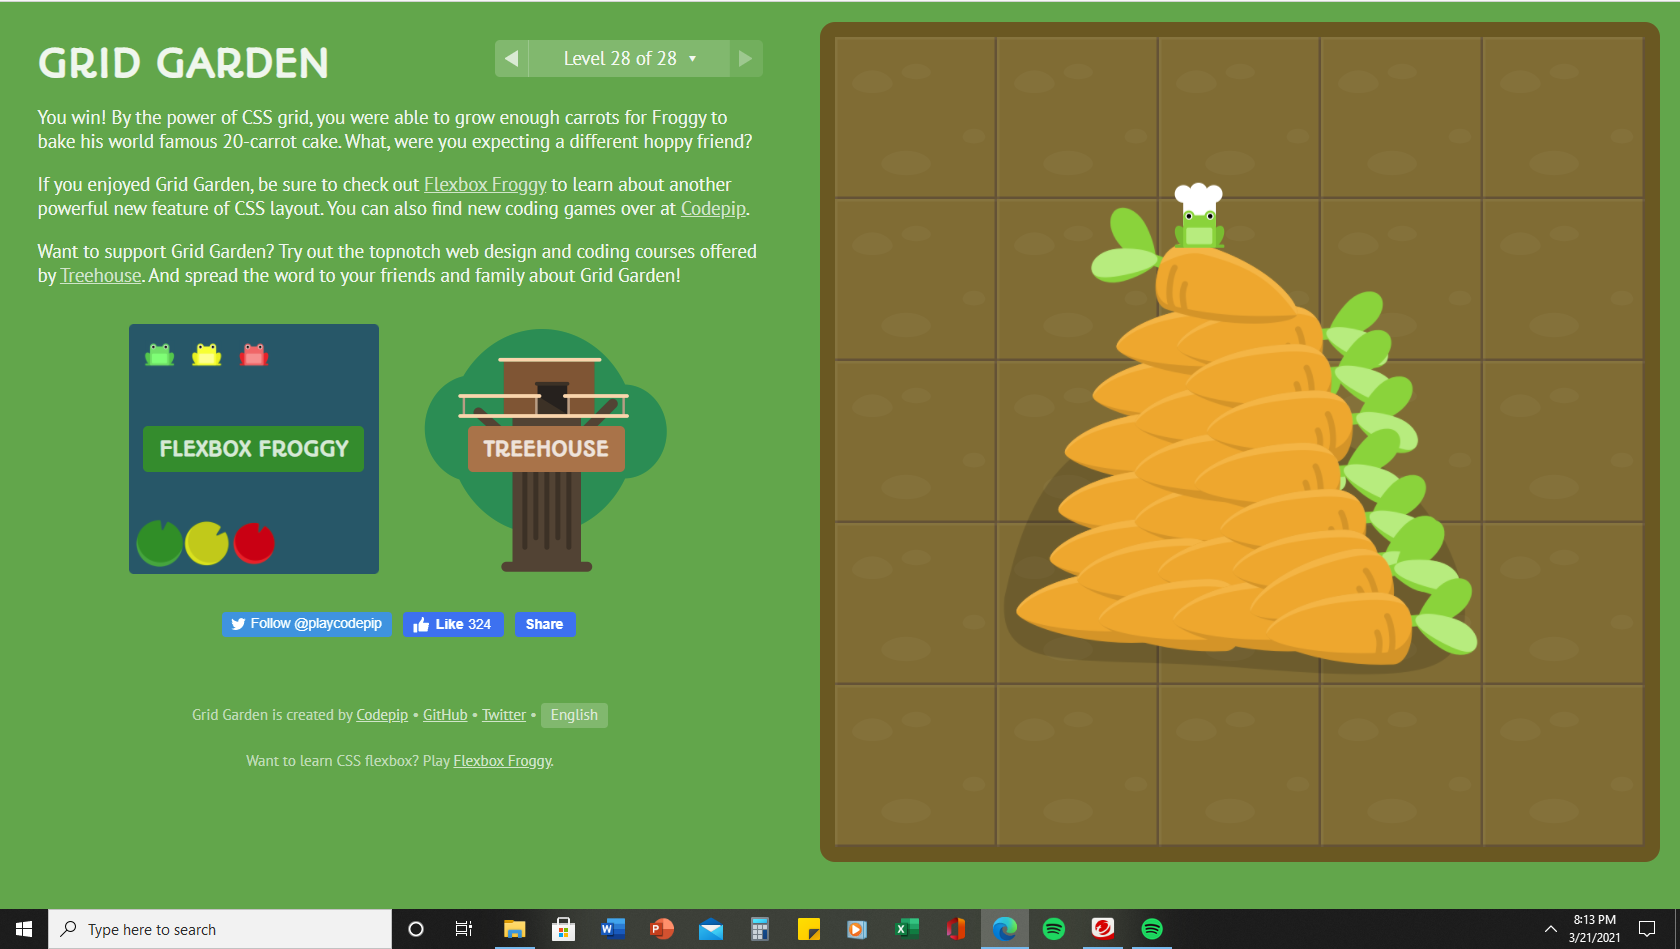 GRID GARDEN
Level 28 of 28 ▼
You win! By the power of CSS grid, you were able to grow enough carrots for Froggy to
bake his world famous 20-carrot cake. What, were you expecting a different hoppy friend?
If you enjoyed Grid Garden, be sure to check out Flexbox Froggy to learn about another
powerful new feature of CSS layout. You can also find new coding games over at Codepip.
Want to support Grid Garden? Try out the topnotch web design and coding courses offered
by Treehouse. And spread the word to your friends and family about Grid Garden!
FLEXBOX FROGGY
TREEHOUSE
Follow @playcodepip
Like 324
Share
Grid Garden is created by Codepip • GitHub • Twitter • English
Want to learn CSS flexbox? Play Flexbox Froggy.
Type here to search
8:13 PM
3/21/2021